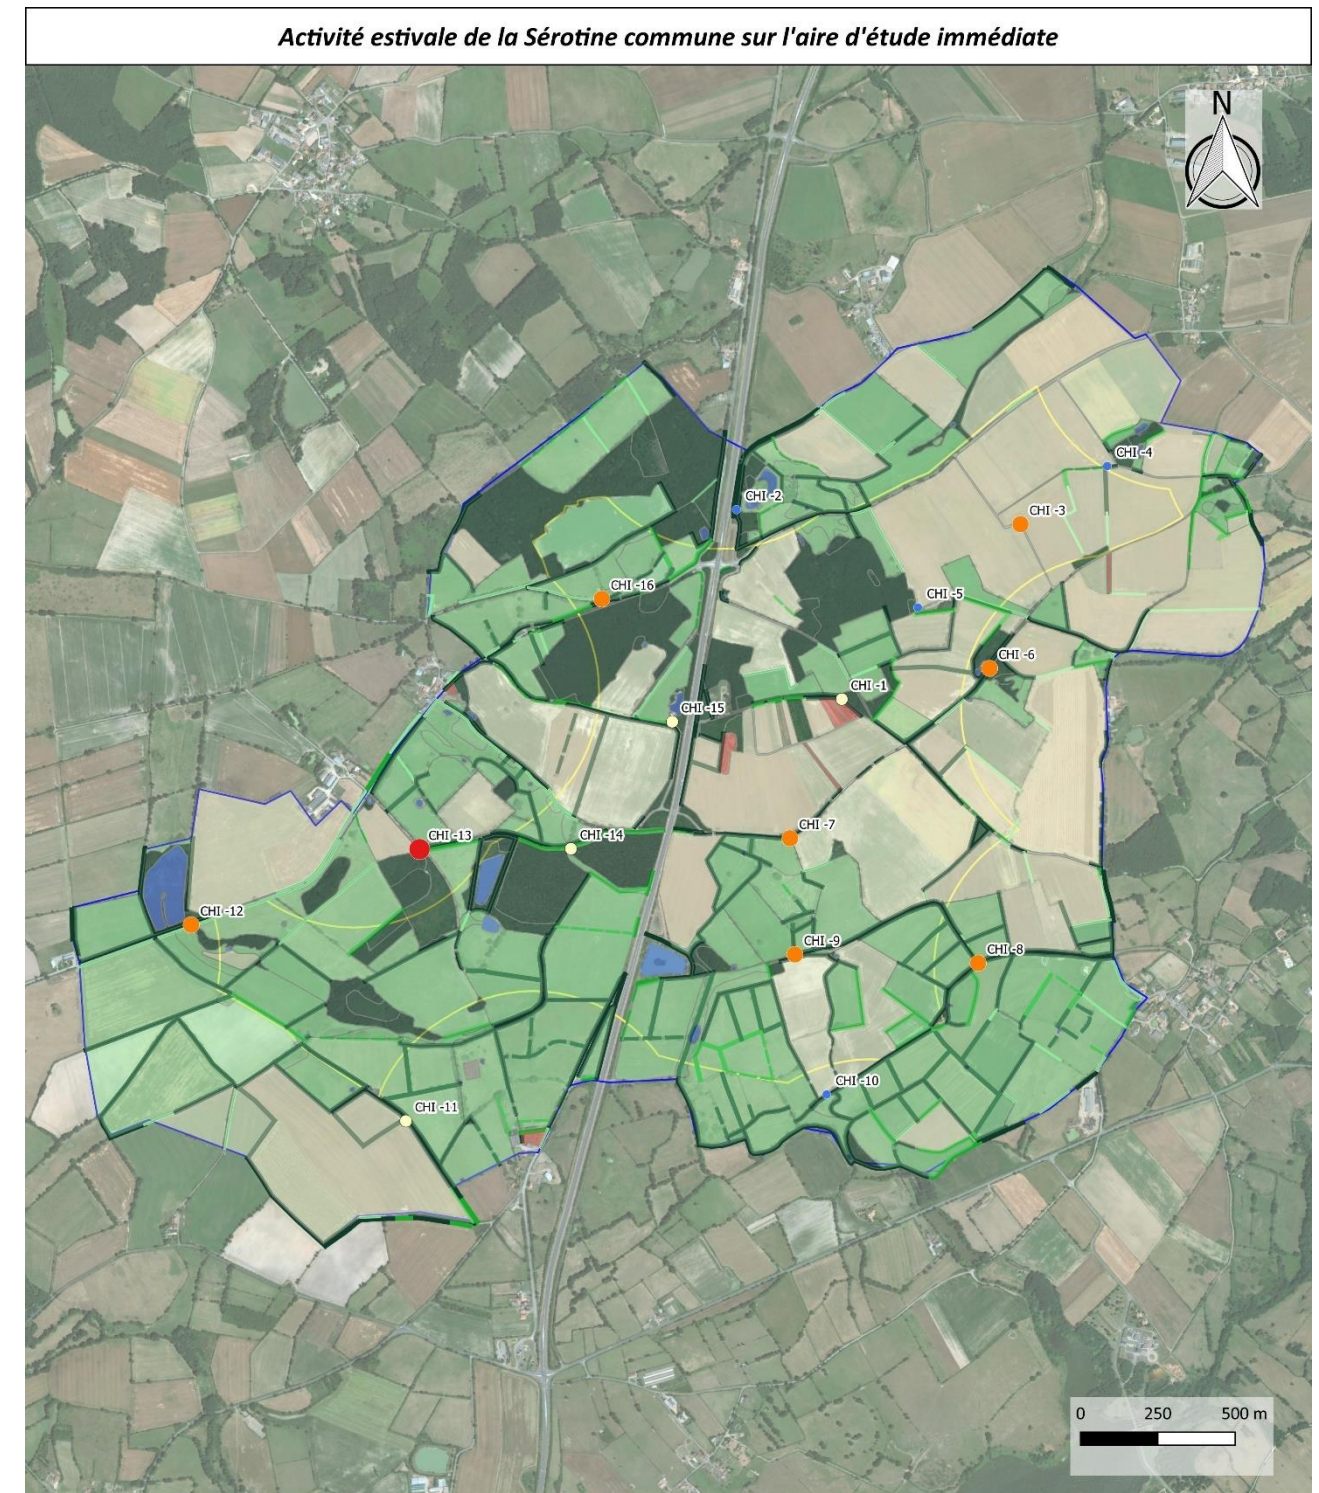 Activité estivale de la Sérotine commune sur l'aire d'étude immédiate
N
CHI -4
CHI -2
CHI -3
CHI -16
CHI -5
CHI -6
CHI -1
CHI -15
CHI -7
CHI -13
CHI -14
CHI -12
CHI -9
CHI -8
CHI -10
CHI -11
0 250 500 m